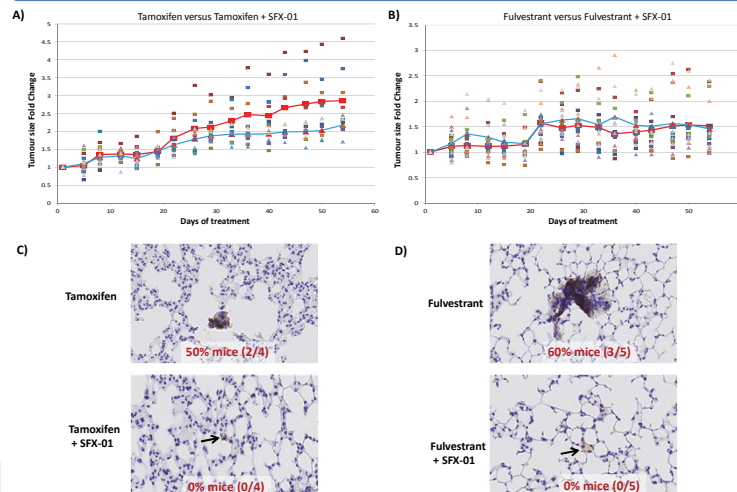 A)
Tamoxifen versus Tamoxifen + SFX-01
Tumour size Fold Change
5
4.5
4
3.5
3
2.5
2
1.5
1
0.5
0
0
10
20
30
40
50
60
Days of treatment
B)
Fulvestrant versus Fulvestrant + SFX-01
Tumour size Fold Change
3.5
3
2.5
2
1.5
1
0.5
0
0
10
20
30
40
50
Days of treatment
C)
Tamoxifen
50% mice (2/4)
Tamoxifen
+ SFX-01
0% mice (0/4)
D)
Fulvestrant
60% mice (3/5)
Fulvestrant
+ SFX-01
0% mice (0/5)